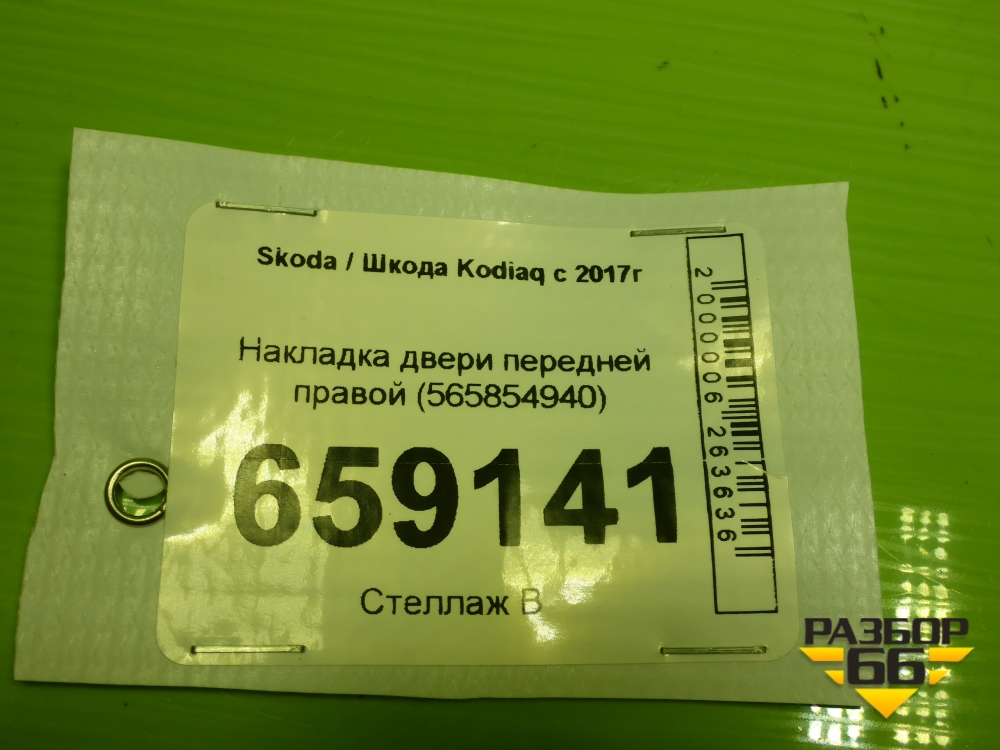 Skoda / Шкода Kodiaq с 2017г
Накладка двери передней
правой (565854940)
659141
Стеллаж В
2000006263636
РАЗБОР
66